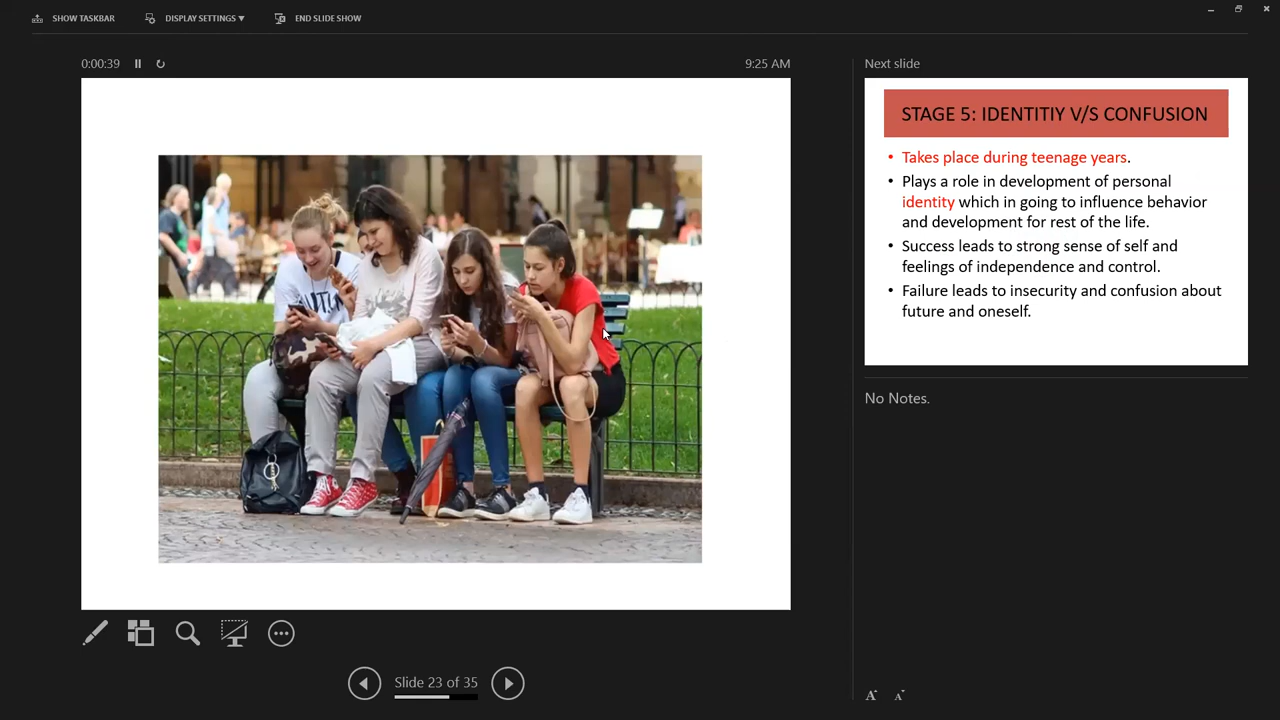 SHOW TASKBAR
DISPLAY SETTINGS ▼
END SLIDE SHOW
0:00:39
9:25 AM
Slide 23 of 35
Next slide
STAGE 5: IDENTITIY V/S CONFUSION
• Takes place during teenage years.
• Plays a role in development of personal
identity which in going to influence behavior
and development for rest of the life.
• Success leads to strong sense of self and
feelings of independence and control.
• Failure leads to insecurity and confusion about
future and oneself.
No Notes.
A A